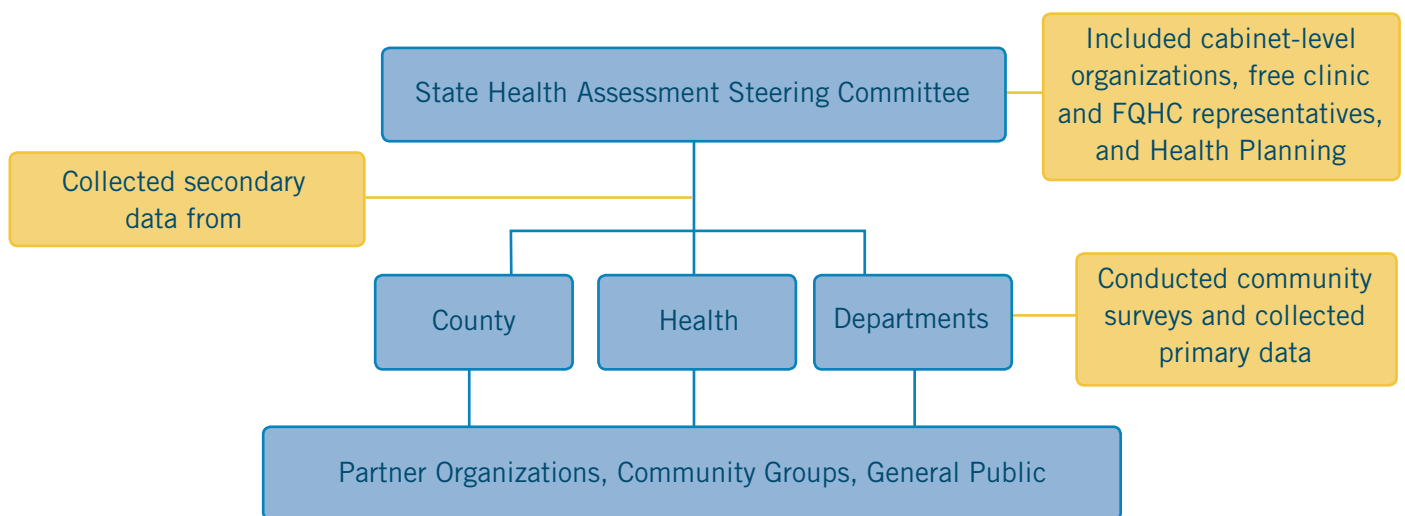 Included cabinet-level
organizations, free clinic
and FQHC representatives,
and Health Planning
State Health Assessment Steering Committee
Collected secondary
data from
County
Health
Departments
Conducted community
surveys and collected
primary data
Partner Organizations, Community Groups, General Public